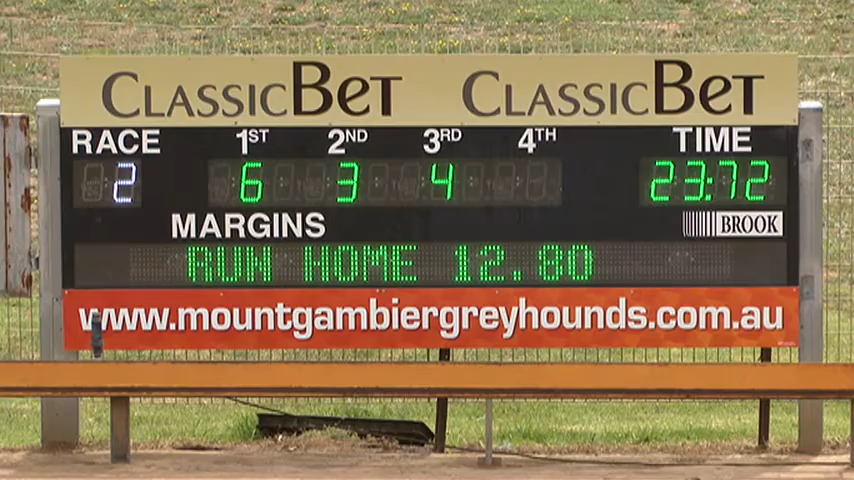 CLASSICBET CLASSICBET
RACE 1ST 2ND 3RD 4TH TIME
2 6 3 4 23:72
MARGINS BROOK
RUN HOME 12.80
www.mountgambiergreyhounds.com.au